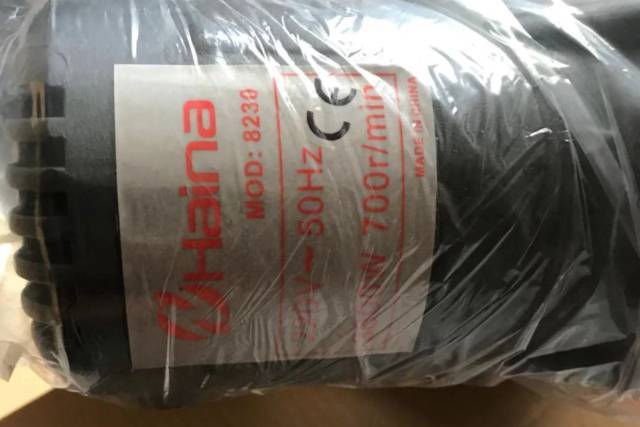 Haina
MOD: 8230
50Hz CE
700r/min
MADE IN CHINA